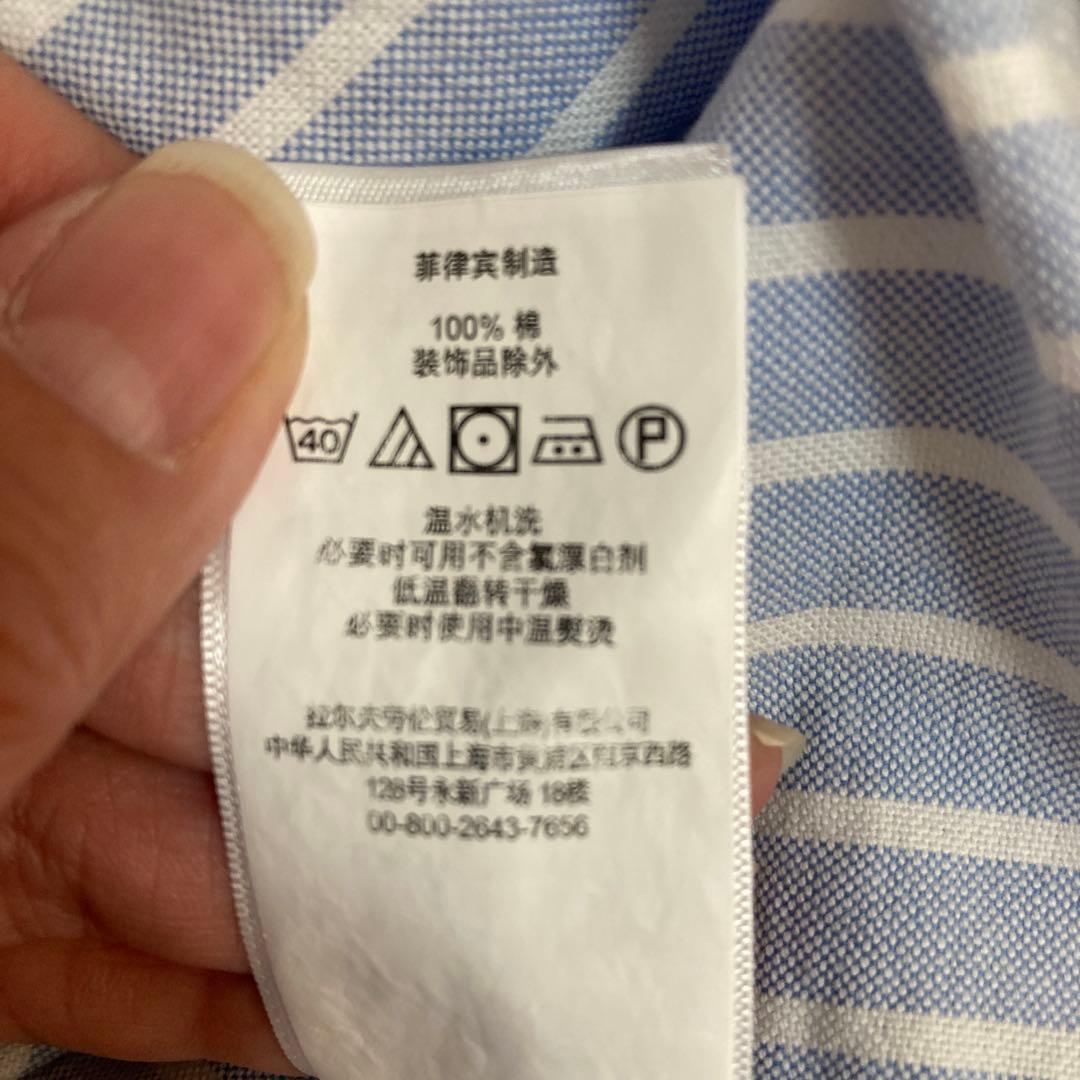 菲律宾制造
100% 棉
装饰品除外
40 P
温水机洗
必要时可用不含氯漂白剂
低温翻转干燥
必要时使用中温熨烫
拉尔夫劳伦贸易(上海)有限公司
中华人民共和国上海市黄浦区南京西路
128号永新广场 18楼
00-800-2643-7656